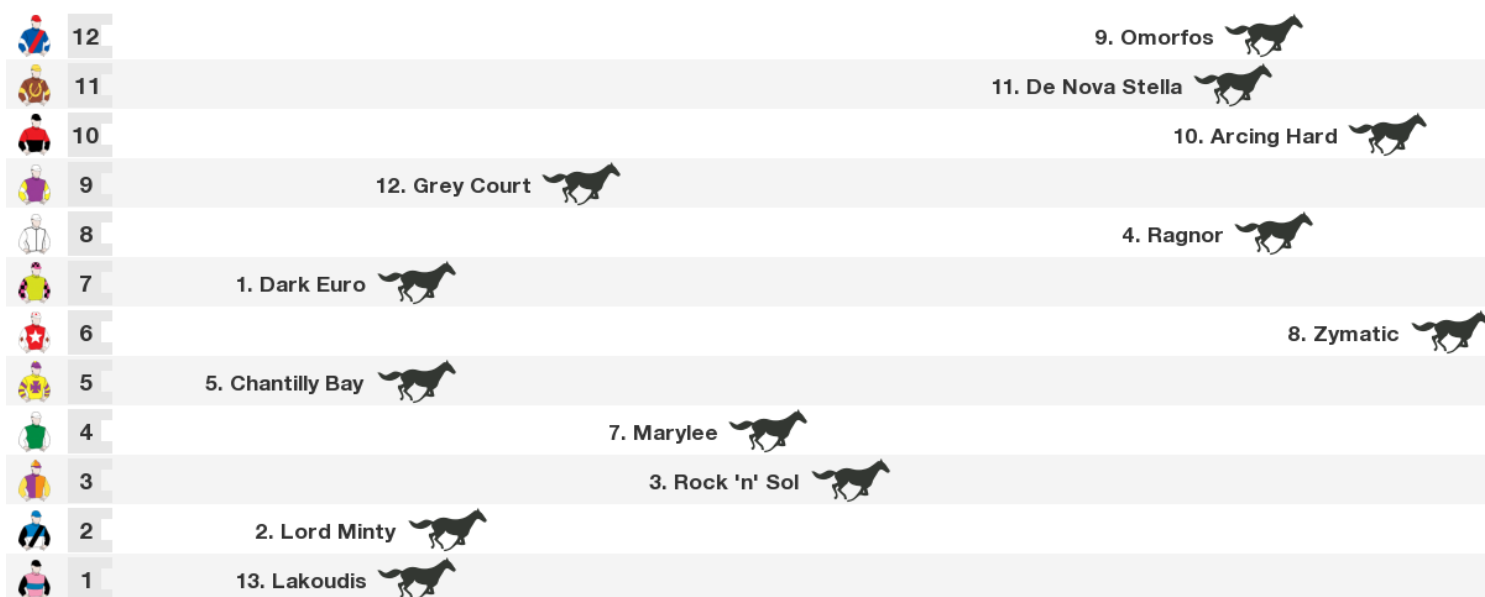 12 9. Omorfos
11 11. De Nova Stella
10 10. Arcing Hard
9 12. Grey Court
8 4. Ragnor
7 1. Dark Euro
6 8. Zymatic
5 5. Chantilly Bay
4 7. Marylee
3 3. Rock 'n' Sol
2 2. Lord Minty
1 13. Lakoudis